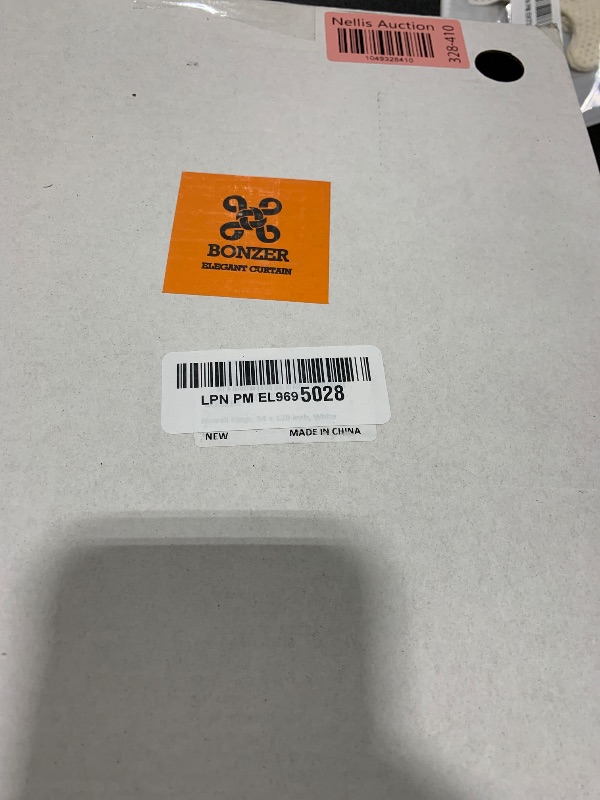 Nellis Auction
1049328410
328-410
BONZER
ELEGANT CURTAIN
LPN PM EL9695028
NEW MADE IN CHINA